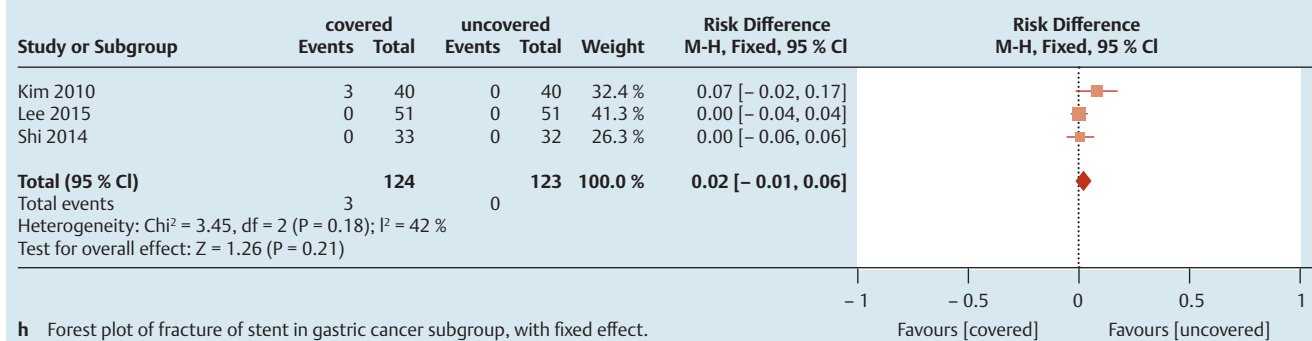 covered uncovered Risk Difference Risk Difference
Study or Subgroup Events Total Events Total Weight M-H, Fixed, 95 % Cl M-H, Fixed, 95 % Cl
Kim 2010 3 40 0 40 32.4 % 0.07 [– 0.02, 0.17]
Lee 2015 0 51 0 51 41.3 % 0.00 [– 0.04, 0.04]
Shi 2014 0 33 0 32 26.3 % 0.00 [– 0.06, 0.06]
Total (95 % Cl) 124 123 100.0 % 0.02 [– 0.01, 0.06]
Total events 3 0
Heterogeneity: Chi² = 3.45, df = 2 (P = 0.18); I² = 42 %
Test for overall effect: Z = 1.26 (P = 0.21)
– 1 – 0.5 0 0.5 1
h Forest plot of fracture of stent in gastric cancer subgroup, with fixed effect. Favours [covered] Favours [uncovered]